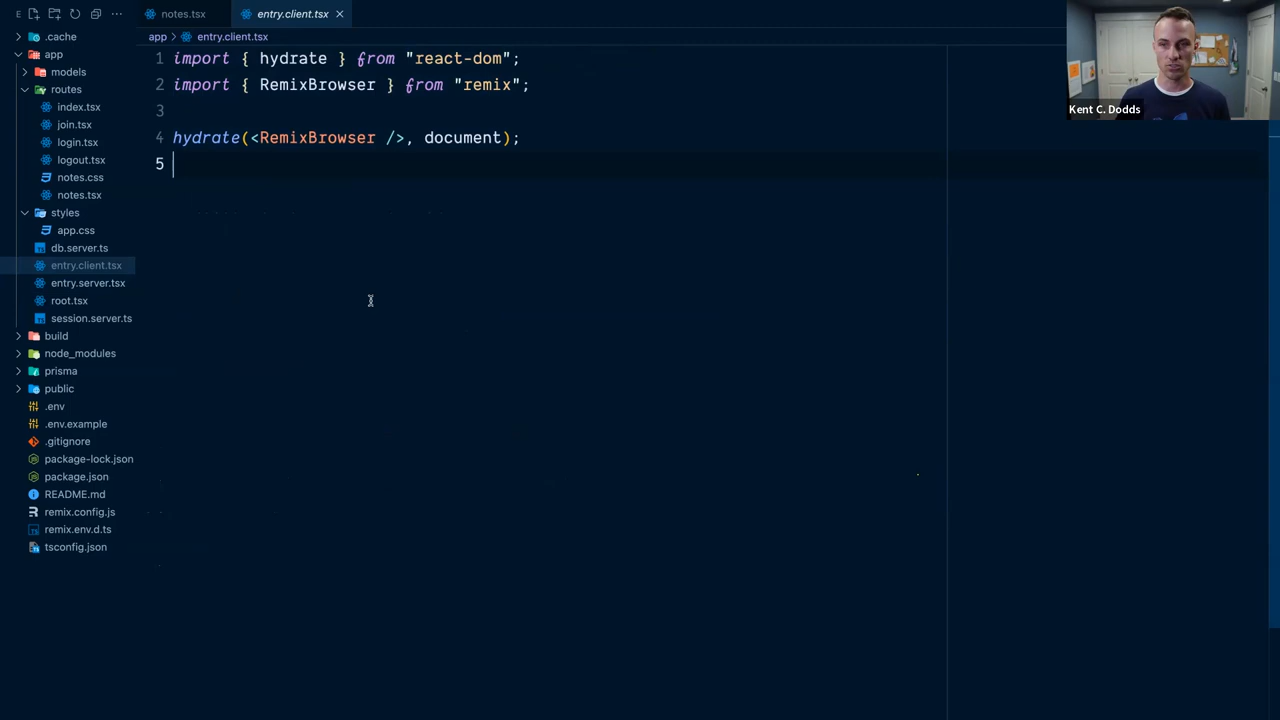 E
notes.tsx
entry.client.tsx
app > entry.client.tsx
.cache
app
models
routes
index.tsx
join.tsx
login.tsx
logout.tsx
notes.css
notes.tsx
styles
app.css
db.server.ts
entry.client.tsx
entry.server.tsx
root.tsx
session.server.ts
build
node_modules
prisma
public
.env
.env.example
.gitignore
package-lock.json
package.json
README.md
remix.config.js
remix.env.d.ts
tsconfig.json
1 import { hydrate } from "react-dom";
2 import { RemixBrowser } from "remix";
3
4 hydrate(<RemixBrowser />, document);
5
Kent C. Dodds